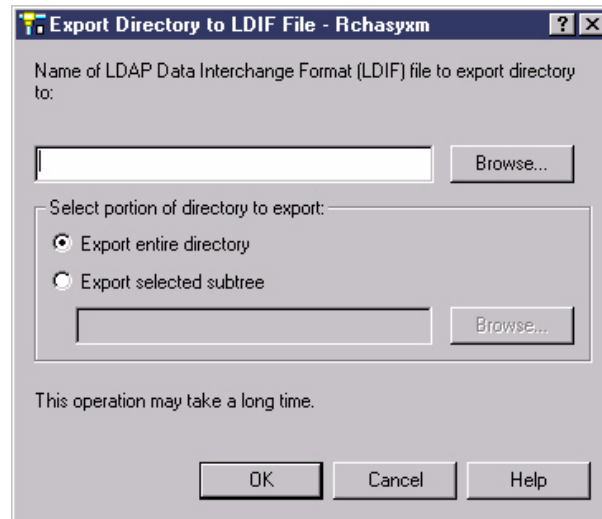 Export Directory to LDIF File - Rchasyxm
Name of LDAP Data Interchange Format (LDIF) file to export directory
to:
Browse...
Select portion of directory to export:
Export entire directory
Export selected subtree
Browse...
This operation may take a long time.
OK Cancel Help